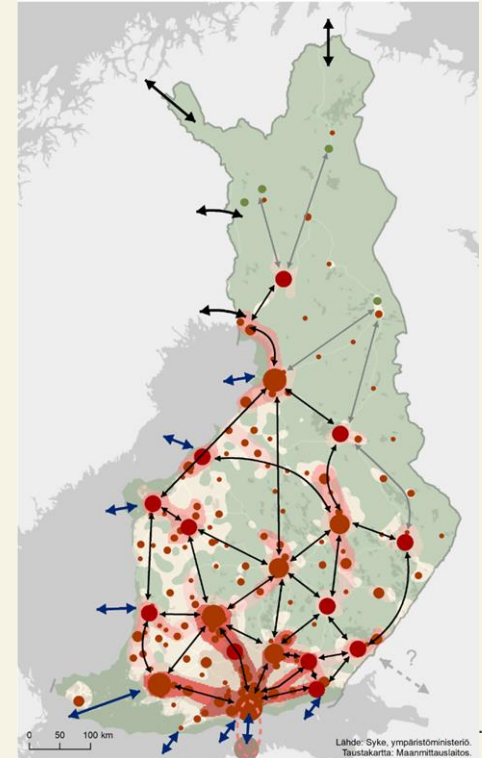 ?
0 50 100 km
Lähde: Syke, ympäristöministeriö.
Taustakartta: Maanmittauslaitos.